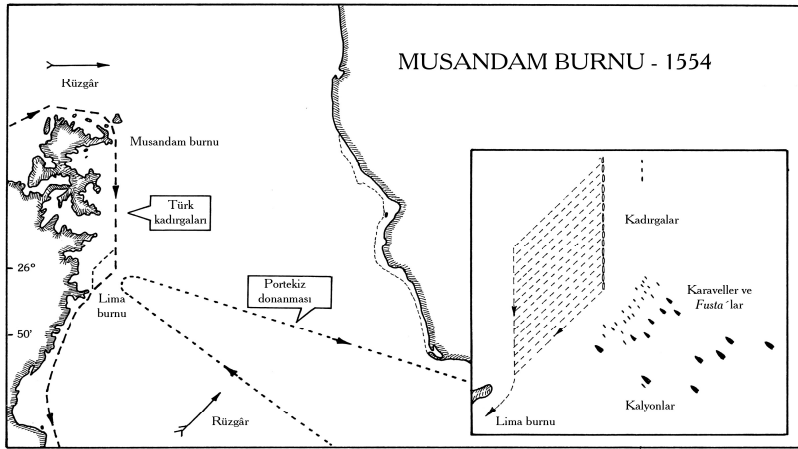 MUSANDAM BURNU - 1554
Rüzgâr
Musandam burnu
Türk
kadırgaları
26°
Lima
burnu
Portekiz
donanması
50'
Rüzgâr
Kadırgalar
Karaveller ve
Fusta´lar
Kalyonlar
Lima burnu